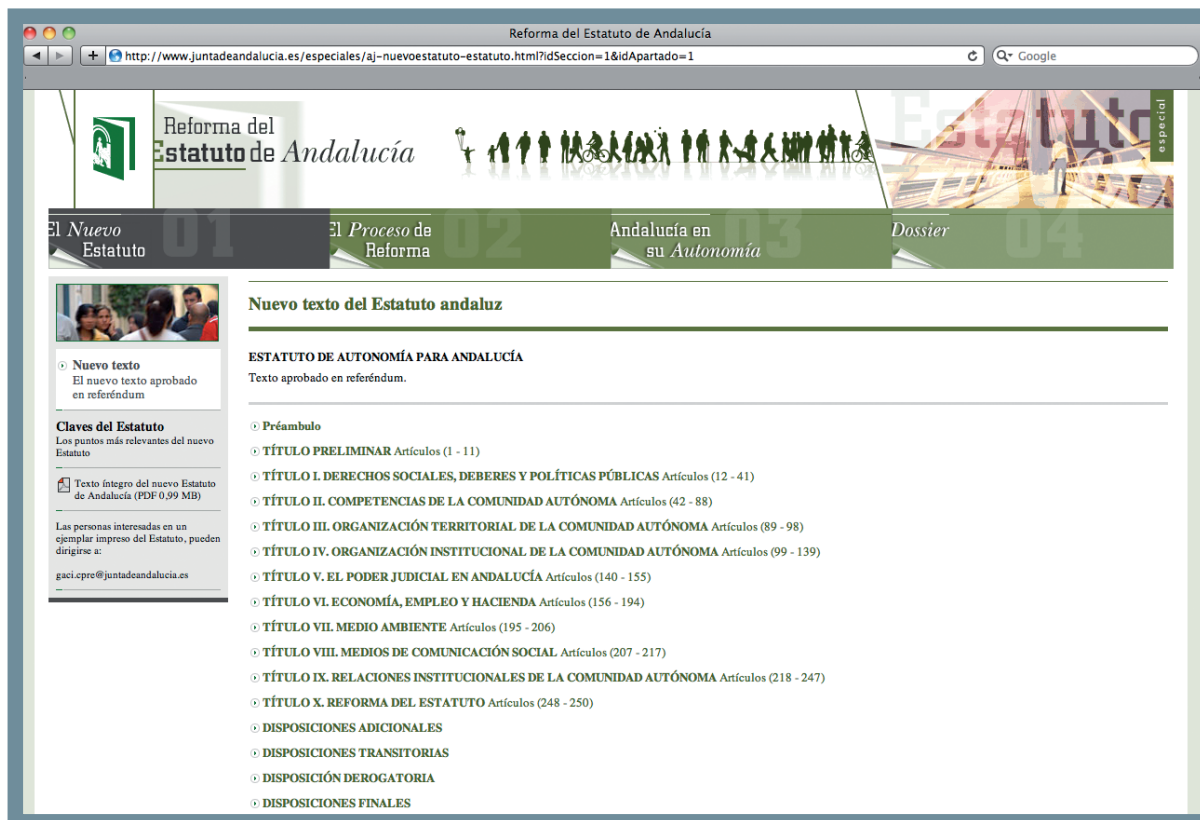 Reforma del Estatuto de Andalucía
http://www.juntadeandalucia.es/especiales/aj-nuevoestatuto-estatuto.html?idSeccion=1&idApartado=1
Google
Reforma del
Estatuto de Andalucía
Estatuto
especial
El Nuevo
Estatuto
01
El Proceso de
Reforma
02
Andalucía en
su Autonomía
03
Dossier
04
Nuevo texto
El nuevo texto aprobado
en referéndum
Claves del Estatuto
Los puntos más relevantes del nuevo
Estatuto
Texto íntegro del nuevo Estatuto
de Andalucía (PDF 0,99 MB)
Las personas interesadas en un
ejemplar impreso del Estatuto, pueden
dirigirse a:
gaci.cpre@juntadeandalucia.es
Nuevo texto del Estatuto andaluz
ESTATUTO DE AUTONOMÍA PARA ANDALUCÍA
Texto aprobado en referéndum.
Préambulo
TÍTULO PRELIMINAR Artículos (1 - 11)
TÍTULO I. DERECHOS SOCIALES, DEBERES Y POLÍTICAS PÚBLICAS Artículos (12 - 41)
TÍTULO II. COMPETENCIAS DE LA COMUNIDAD AUTÓNOMA Artículos (42 - 88)
TÍTULO III. ORGANIZACIÓN TERRITORIAL DE LA COMUNIDAD AUTÓNOMA Artículos (89 - 98)
TÍTULO IV. ORGANIZACIÓN INSTITUCIONAL DE LA COMUNIDAD AUTÓNOMA Artículos (99 - 139)
TÍTULO V. EL PODER JUDICIAL EN ANDALUCÍA Artículos (140 - 155)
TÍTULO VI. ECONOMÍA, EMPLEO Y HACIENDA Artículos (156 - 194)
TÍTULO VII. MEDIO AMBIENTE Artículos (195 - 206)
TÍTULO VIII. MEDIOS DE COMUNICACIÓN SOCIAL Artículos (207 - 217)
TÍTULO IX. RELACIONES INSTITUCIONALES DE LA COMUNIDAD AUTÓNOMA Artículos (218 - 247)
TÍTULO X. REFORMA DEL ESTATUTO Artículos (248 - 250)
DISPOSICIONES ADICIONALES
DISPOSICIONES TRANSITORIAS
DISPOSICIÓN DEROGATORIA
DISPOSICIONES FINALES